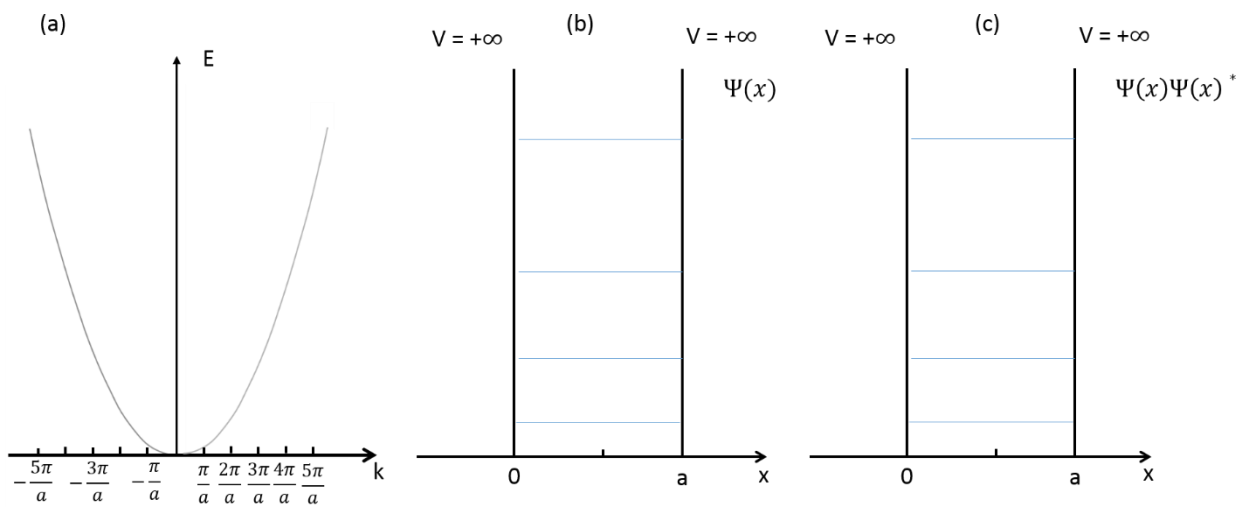 (a)
E
k
-5π/a -3π/a -π/a π/a 2π/a 3π/a 4π/a 5π/a
(b)
V = +∞
V = +∞
Ψ(x)
0
a
x
(c)
V = +∞
V = +∞
Ψ(x)Ψ(x)*
0
a
x